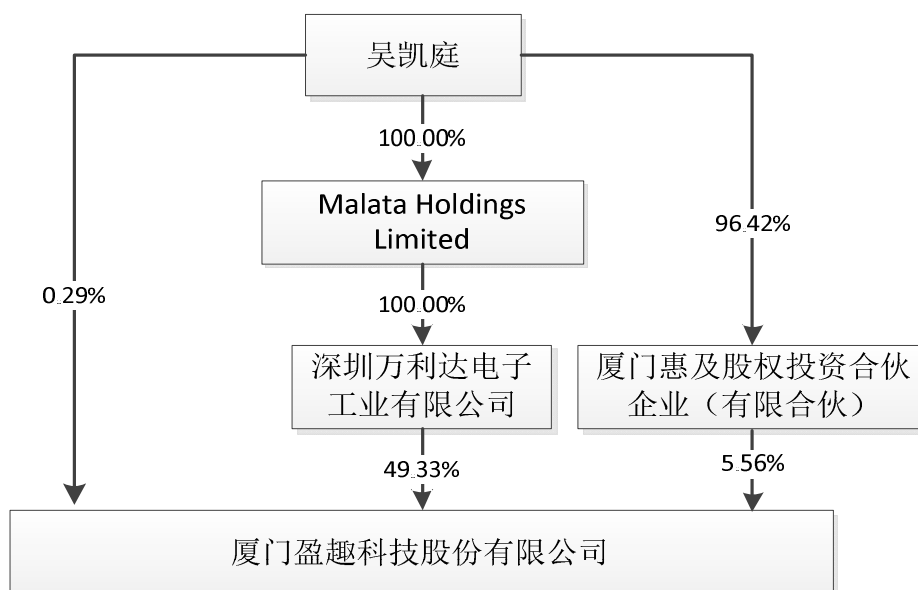 吴凯庭
100.00%
Malata Holdings
Limited
96.42%
0.29%
100.00%
深圳万利达电子
工业有限公司
厦门惠及股权投资合伙
企业（有限合伙）
49.33%
5.56%
厦门盈趣科技股份有限公司